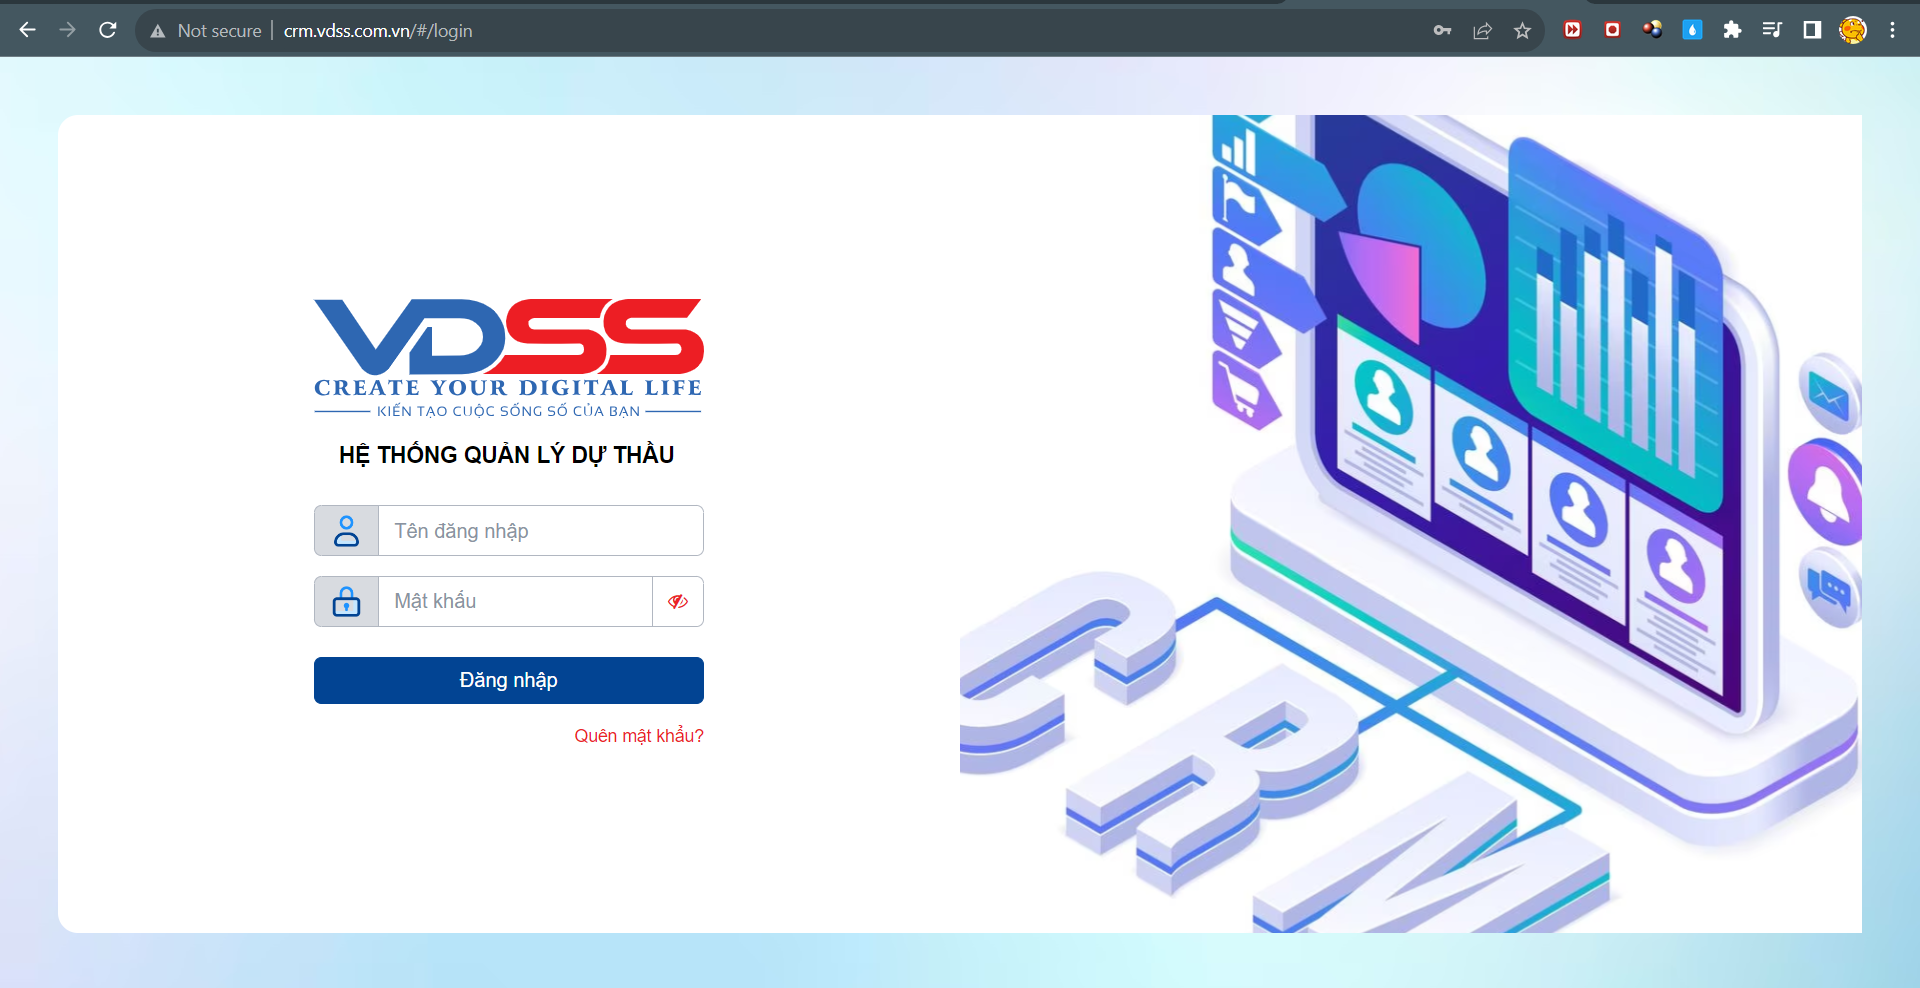 Not secure
crm.vdss.com.vn/#/login
VDSS
CREATE YOUR DIGITAL LIFE
KIẾN TẠO CUỘC SỐNG SỐ CỦA BẠN
HỆ THỐNG QUẢN LÝ DỰ THẦU
Tên đăng nhập
Mật khẩu
Đăng nhập
Quên mật khẩu?
CRM